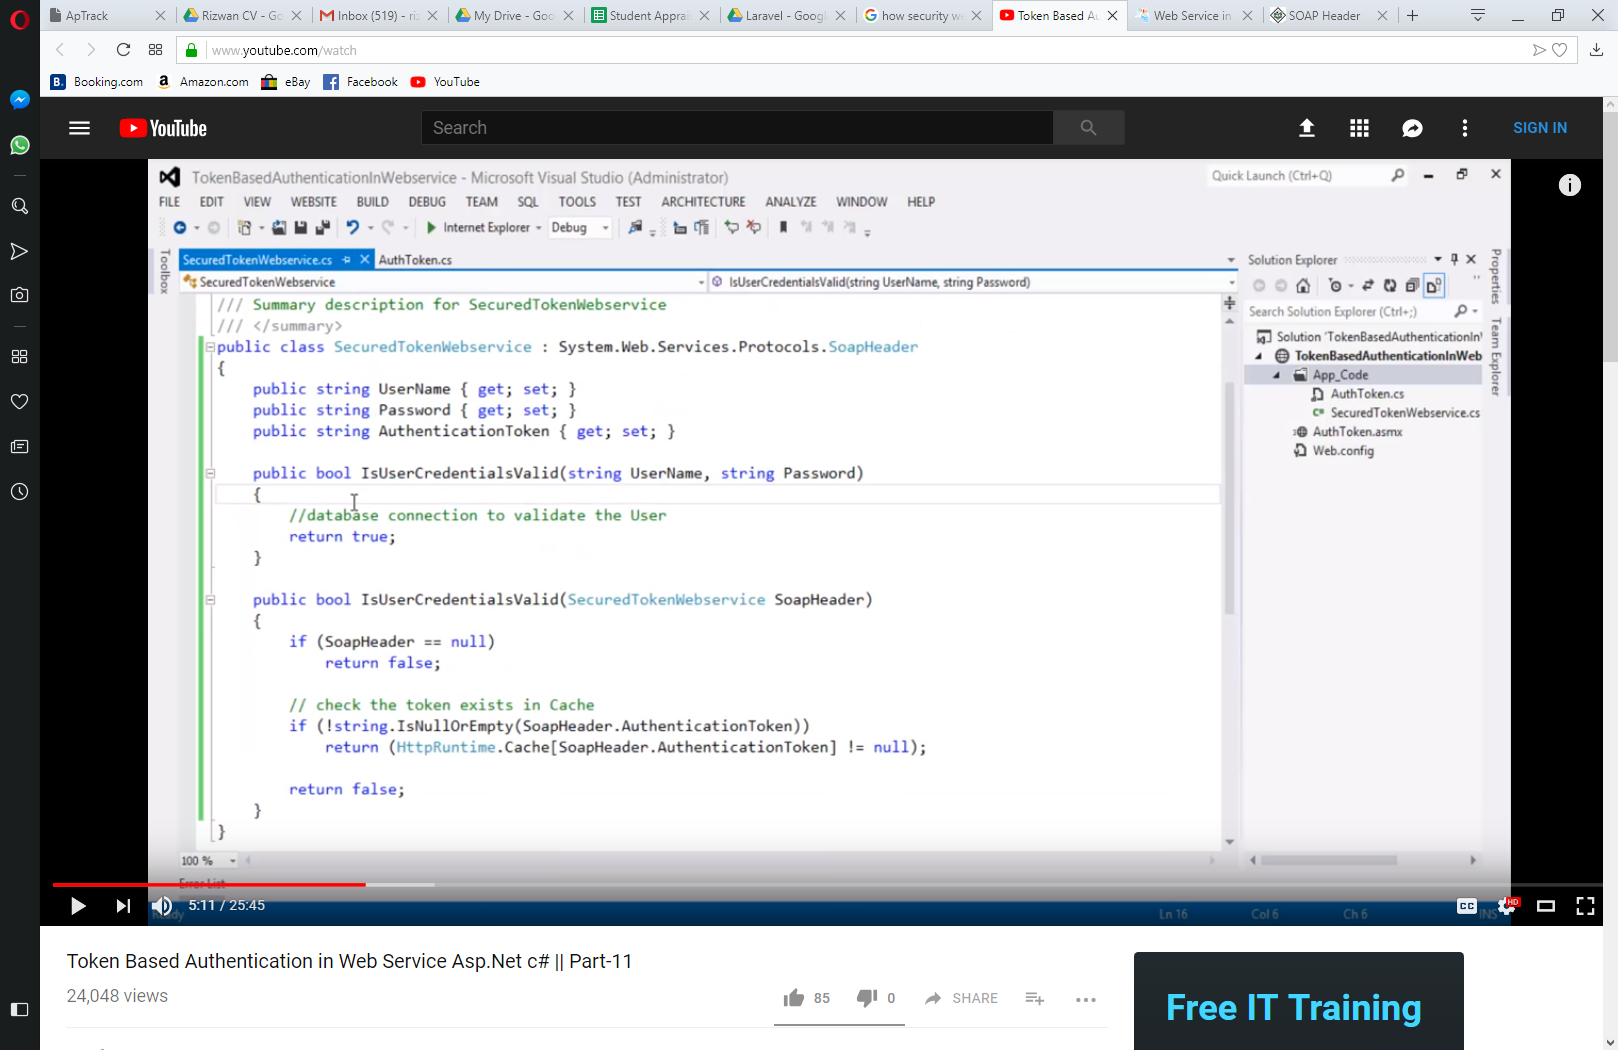 ApTrack
Rizwan CV - Go
Inbox (519) - ri
My Drive - Goo
Student Apprai
Laravel - Googl
how security w
Token Based A
Web Service in
SOAP Header
www.youtube.com/watch
B. Booking.com
a Amazon.com
eBay
Facebook
YouTube
YouTube
Search
SIGN IN
TokenBasedAuthenticationInWebservice - Microsoft Visual Studio (Administrator)
Quick Launch (Ctrl+Q)
FILE EDIT VIEW WEBSITE BUILD DEBUG TEAM SQL TOOLS TEST ARCHITECTURE ANALYZE WINDOW HELP
Internet Explorer
Debug
Toolbox
SecuredTokenWebservice.cs
AuthToken.cs
SecuredTokenWebservice
IsUserCredentialsValid(string UserName, string Password)
/// Summary description for SecuredTokenWebservice
/// </summary>
public class SecuredTokenWebservice : System.Web.Services.Protocols.SoapHeader
{
public string UserName { get; set; }
public string Password { get; set; }
public string AuthenticationToken { get; set; }
public bool IsUserCredentialsValid(string UserName, string Password)
{
//database connection to validate the User
return true;
}
public bool IsUserCredentialsValid(SecuredTokenWebservice SoapHeader)
{
if (SoapHeader == null)
return false;
// check the token exists in Cache
if (!string.IsNullOrEmpty(SoapHeader.AuthenticationToken))
return (HttpRuntime.Cache[SoapHeader.AuthenticationToken] != null);
return false;
}
}
100 %
Error List
Solution Explorer
Search Solution Explorer (Ctrl+;)
Solution 'TokenBasedAuthenticationIn
TokenBasedAuthenticationInWeb
App_Code
AuthToken.cs
C# SecuredTokenWebservice.cs
AuthToken.asmx
Web.config
Properties
Team Explorer
Ready
Ln 16
Col 6
Ch 6
INS
5:11 / 25:45
CC
HD
Token Based Authentication in Web Service Asp.Net c# || Part-11
24,048 views
85
0
SHARE
Free IT Training